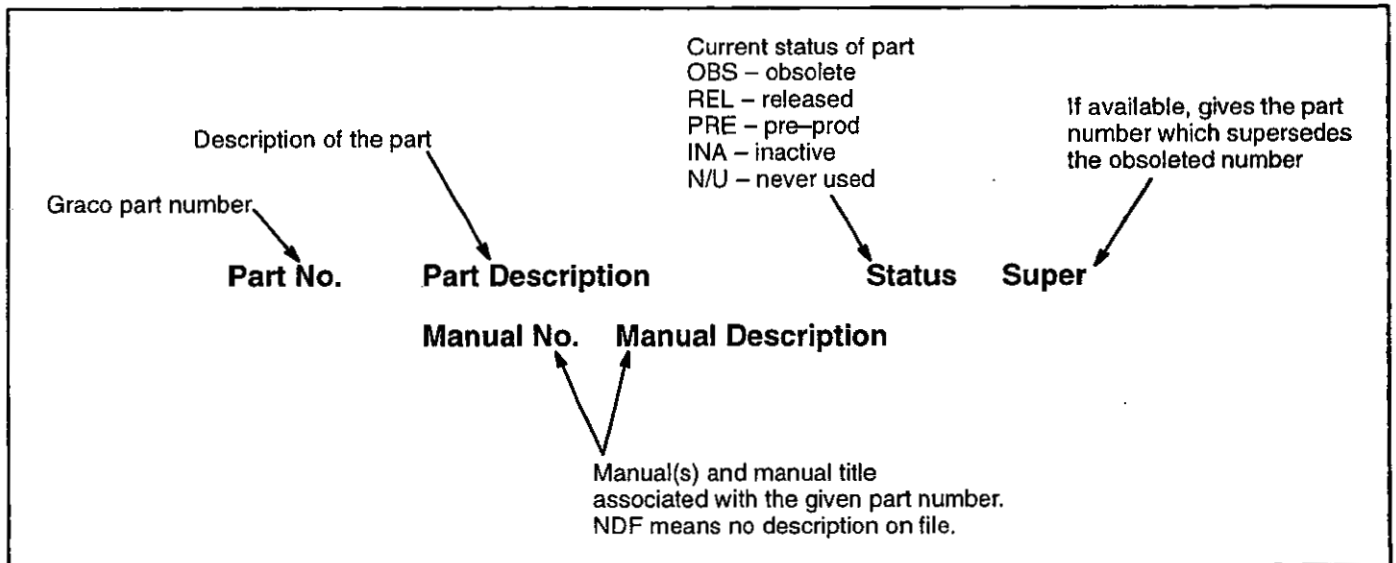 Current status of part
OBS – obsolete
REL – released
PRE – pre–prod
INA – inactive
N/U – never used
If available, gives the part
number which supersedes
the obsoleted number
Description of the part
Graco part number
Part No. Part Description Status Super
Manual No. Manual Description
Manual(s) and manual title
associated with the given part number.
NDF means no description on file.